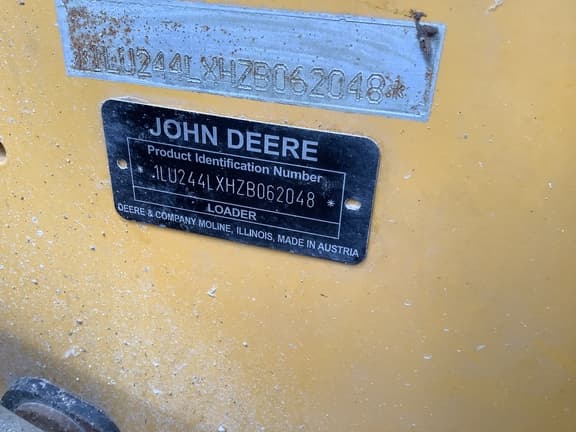 *1LU244LXHZB062048*
JOHN DEERE
Product Identification Number
*1LU244LXHZB062048*
LOADER
DEERE & COMPANY MOLINE, ILLINOIS, MADE IN AUSTRIA